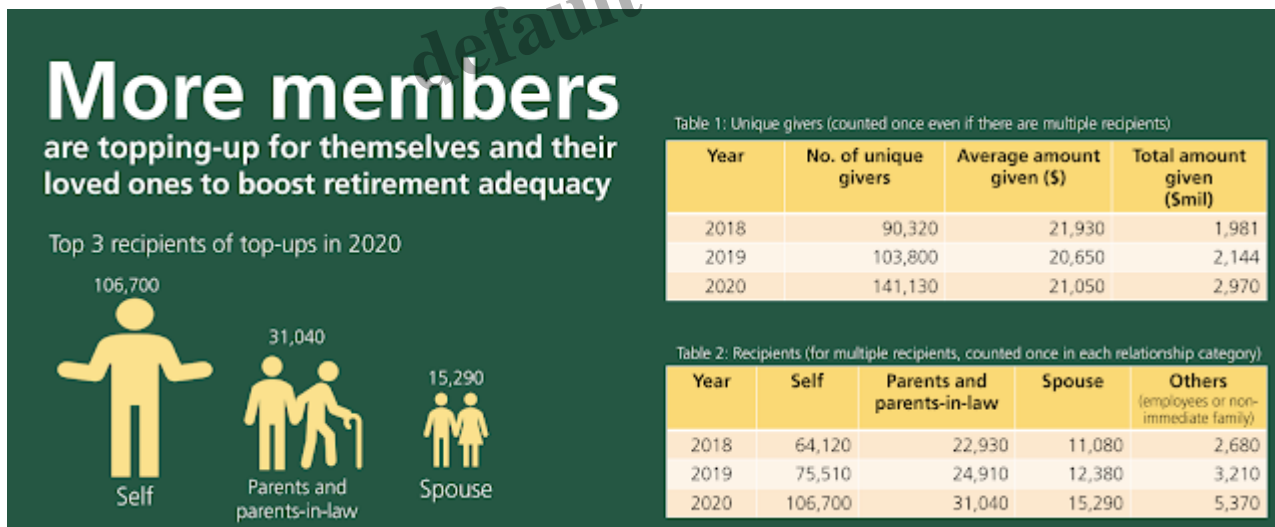 default
More members
are topping-up for themselves and their
loved ones to boost retirement adequacy
Top 3 recipients of top-ups in 2020
106,700
31,040
15,290
Self
Parents and
parents-in-law
Spouse
Table 1: Unique givers (counted once even if there are multiple recipients)
Year No. of unique givers Average amount given ($) Total amount given ($mil)
2018 90,320 21,930 1,981
2019 103,800 20,650 2,144
2020 141,130 21,050 2,970
Table 2: Recipients (for multiple recipients, counted once in each relationship category)
Year Self Parents and parents-in-law Spouse Others (employees or non-immediate family)
2018 64,120 22,930 11,080 2,680
2019 75,510 24,910 12,380 3,210
2020 106,700 31,040 15,290 5,370